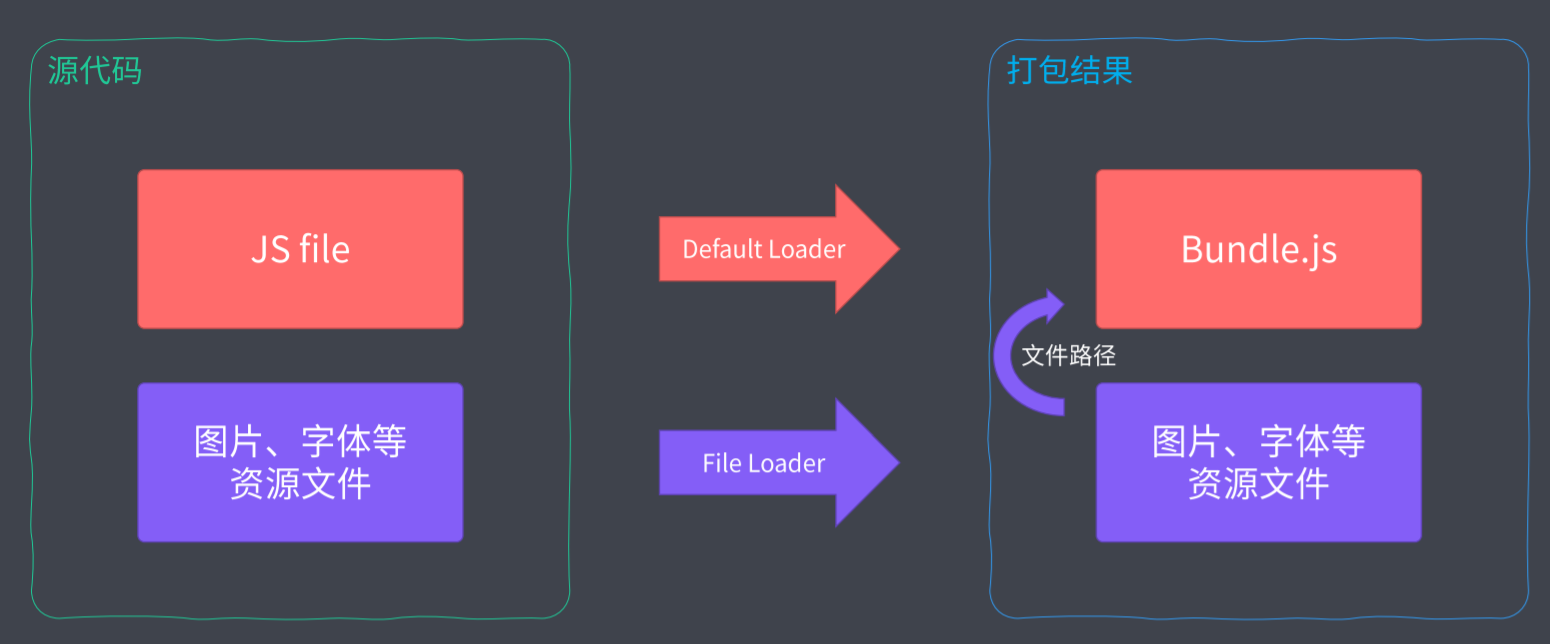 源代码
打包结果
JS file
Default Loader
Bundle.js
文件路径
图片、字体等
资源文件
File Loader
图片、字体等
资源文件